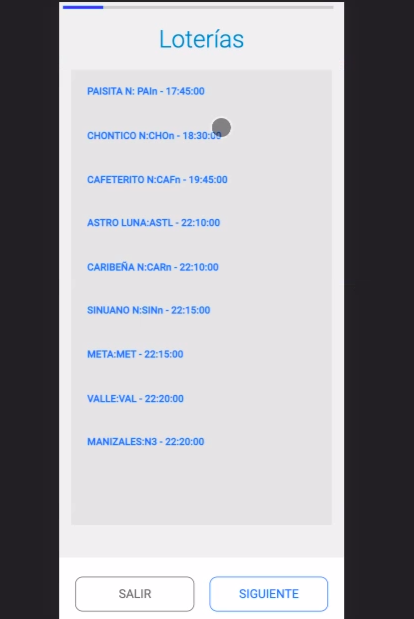 Loterías
PAISITA N: PAIn - 17:45:00
CHONTICO N:CHOn - 18:30:00
CAFETERITO N:CAFn - 19:45:00
ASTRO LUNA:ASTL - 22:10:00
CARIBEÑA N:CARn - 22:10:00
SINUANO N:SINn - 22:15:00
META:MET - 22:15:00
VALLE:VAL - 22:20:00
MANIZALES:N3 - 22:20:00
SALIR
SIGUIENTE